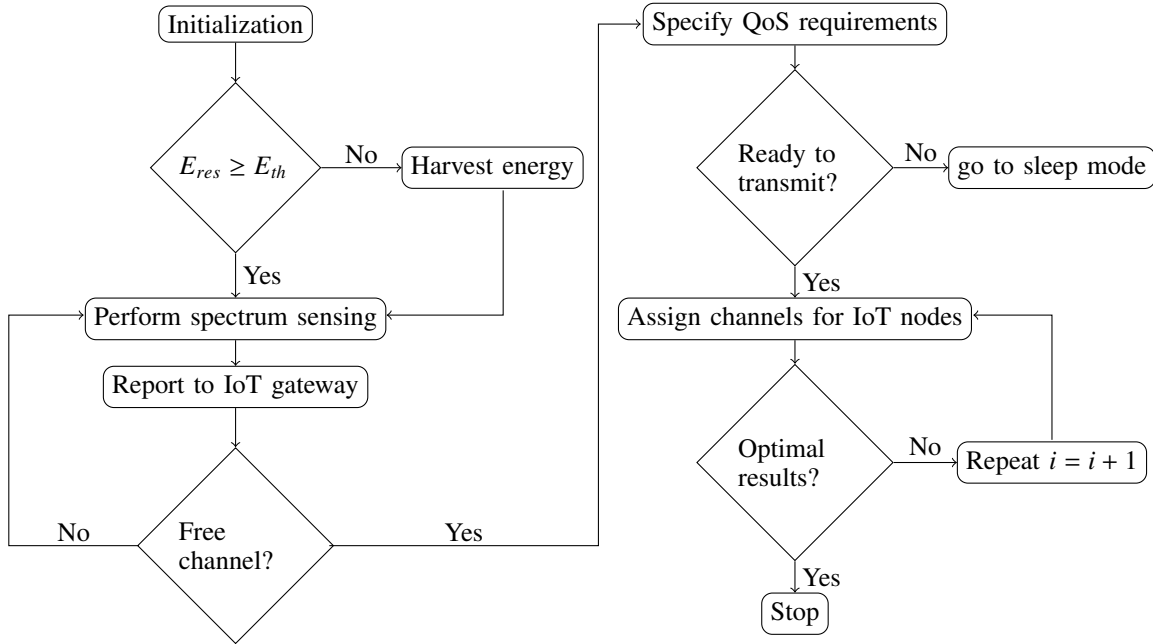 Initialization
E_res ≥ E_th
No
Harvest energy
Yes
Perform spectrum sensing
Report to IoT gateway
No
Free
channel?
Yes
Specify QoS requirements
Ready to
transmit?
No
go to sleep mode
Yes
Assign channels for IoT nodes
Optimal
results?
No
Repeat i = i + 1
Yes
Stop